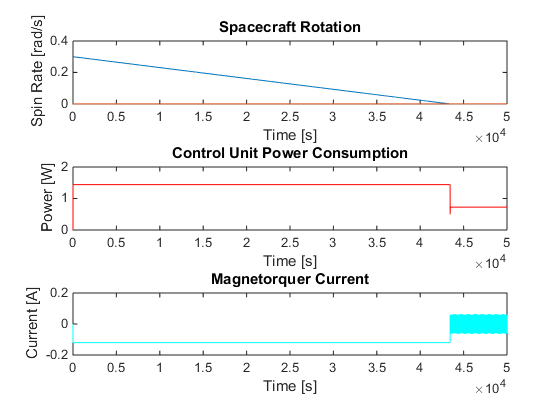 Spacecraft Rotation
Spin Rate [rad/s]
0.4
0.2
0
0 0.5 1 1.5 2 2.5 3 3.5 4 4.5 5
Time [s]
×10^4
Control Unit Power Consumption
Power [W]
2
1
0
0 0.5 1 1.5 2 2.5 3 3.5 4 4.5 5
Time [s]
×10^4
Magnetorquer Current
Current [A]
0.2
0
-0.2
0 0.5 1 1.5 2 2.5 3 3.5 4 4.5 5
Time [s]
×10^4